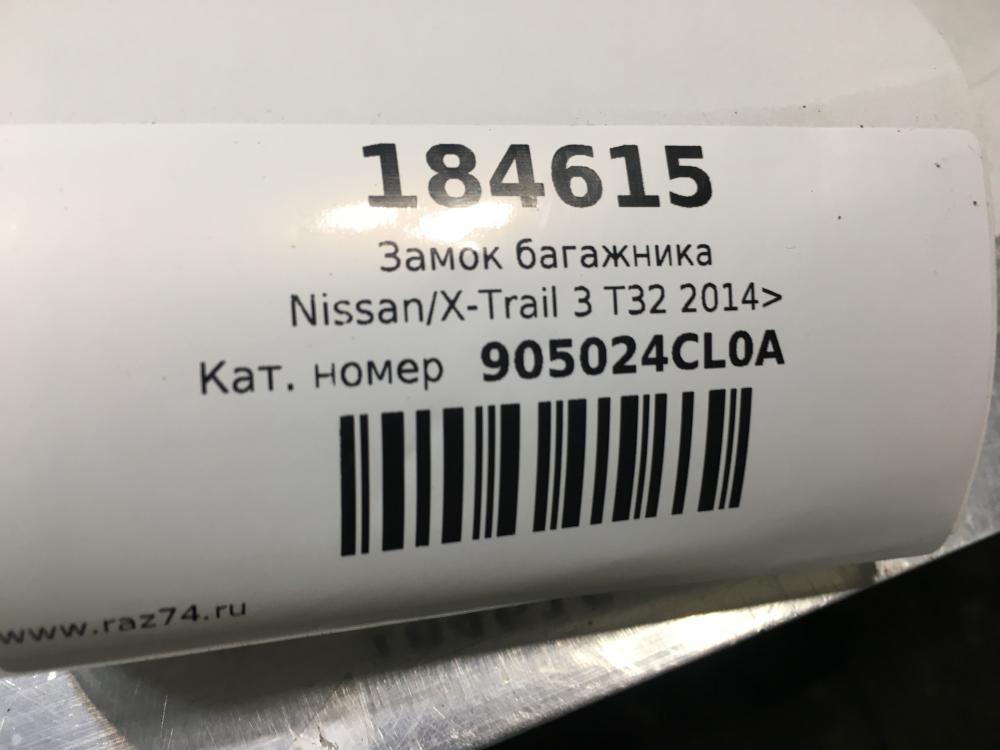 184615
Замок багажника
Nissan/X-Trail 3 T32 2014>
Кат. номер 905024CL0A
www.raz74.ru